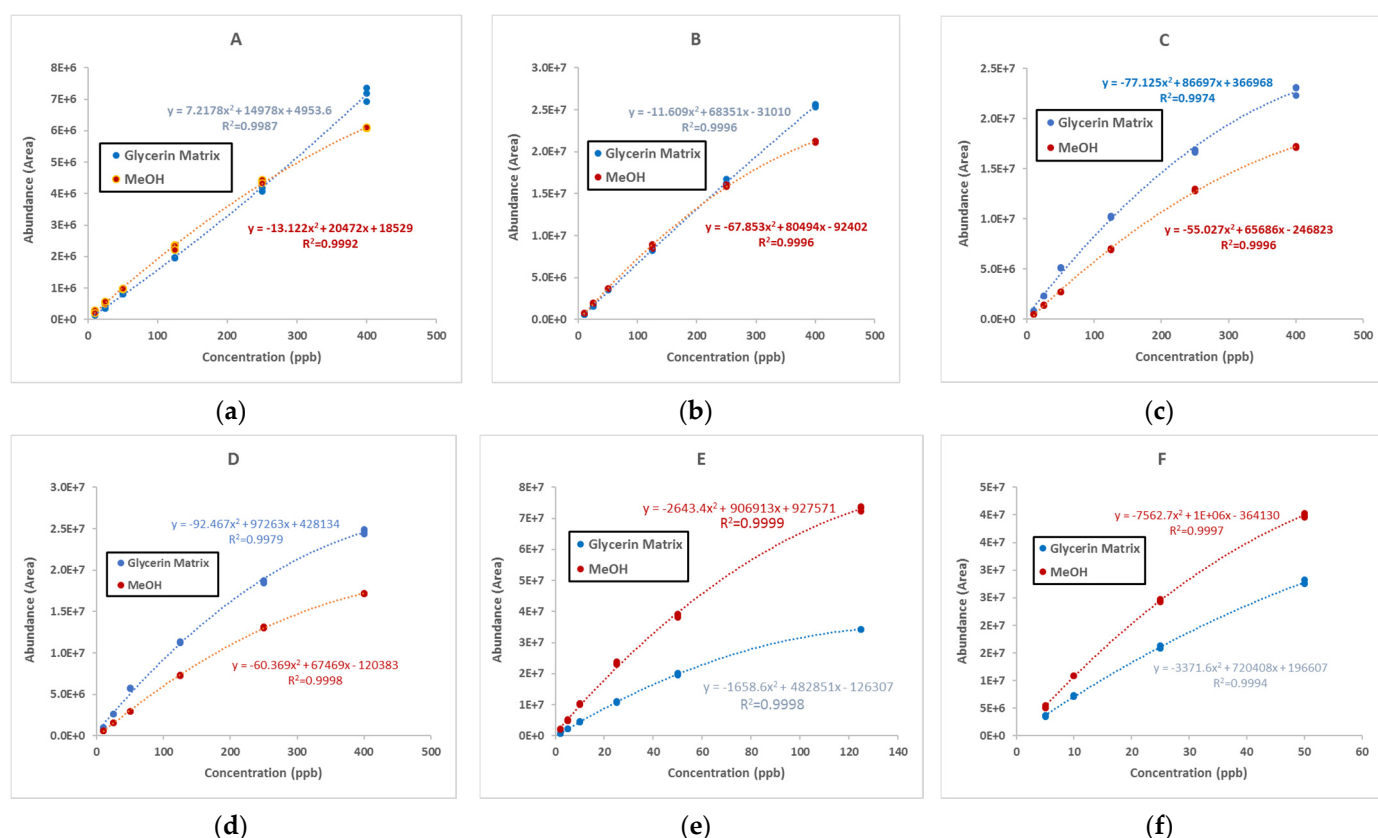 A
8E+6
7E+6
6E+6
5E+6
4E+6
3E+6
2E+6
1E+6
0E+0
Abundance (Area)
y = 7.2178x² + 14978x + 4953.6
R²=0.9987
Glycerin Matrix
MeOH
y = -13.122x² + 20472x + 18529
R²=0.9992
0 100 200 300 400 500
Concentration (ppb)
(a)
B
3.0E+7
2.5E+7
2.0E+7
1.5E+7
1.0E+7
5.0E+6
0.0E+0
Abundance (Area)
y = -11.609x² + 68351x - 31010
R²=0.9996
Glycerin Matrix
MeOH
y = -67.853x² + 80494x - 92402
R²=0.9996
0 100 200 300 400 500
Concentration (ppb)
(b)
C
2.5E+7
2.0E+7
1.5E+7
1.0E+7
5.0E+6
0.0E+0
Abundance (Area)
y = -77.125x² + 86697x + 366968
R²=0.9974
Glycerin Matrix
MeOH
y = -55.027x² + 65686x - 246823
R²=0.9996
0 100 200 300 400 500
Concentration (ppb)
(c)
D
3.0E+7
2.5E+7
2.0E+7
1.5E+7
1.0E+7
5.0E+6
0.0E+0
Abundance (Area)
y = -92.467x² + 97263x + 428134
R²=0.9979
Glycerin Matrix
MeOH
y = -60.369x² + 67469x - 120383
R²=0.9998
0 100 200 300 400 500
Concentration (ppb)
(d)
E
8E+7
7E+7
6E+7
5E+7
4E+7
3E+7
2E+7
1E+7
0E+0
Abundance (Area)
y = -2643.4x² + 906913x + 927571
R²=0.9999
Glycerin Matrix
MeOH
y = -1658.6x² + 482851x - 126307
R²=0.9998
0 20 40 60 80 100 120 140
Concentration (ppb)
(e)
F
5E+7
4E+7
4E+7
3E+7
3E+7
2E+7
2E+7
1E+7
5E+6
0E+0
Abundance (Area)
y = -7562.7x² + 1E+06x - 364130
R²=0.9997
Glycerin Matrix
MeOH
y = -3371.6x² + 720408x + 196607
R²=0.9994
0 10 20 30 40 50 60
Concentration (ppb)
(f)